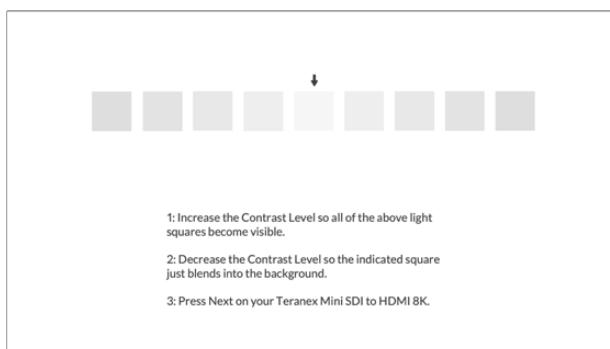 1: Increase the Contrast Level so all of the above light
squares become visible.
2: Decrease the Contrast Level so the indicated square
just blends into the background.
3: Press Next on your Teranex Mini SDI to HDMI 8K.